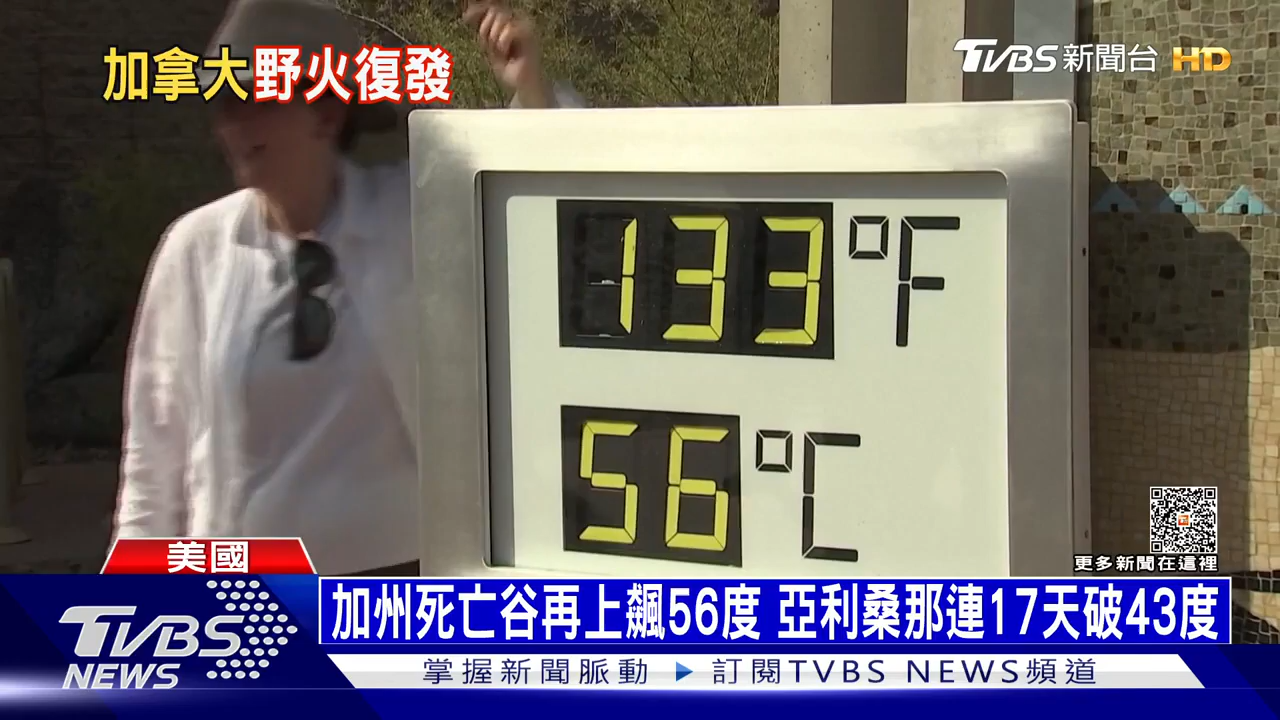 加拿大野火復發
TVBS新聞台 HD
133°F
56°C
更多新聞在這裡
美國
加州死亡谷再上飆56度 亞利桑那連17天破43度
TVBS NEWS
掌握新聞脈動 ▶ 訂閱TVBS NEWS頻道